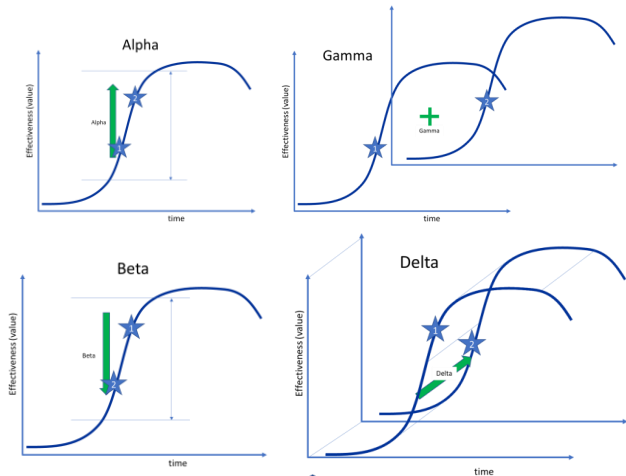 Alpha
Effectiveness (value)
Alpha
2
1
time
Gamma
Effectiveness (value)
1
2
Gamma
time
Beta
Effectiveness (value)
Beta
1
2
time
Delta
Effectiveness (value)
1
2
Delta
time